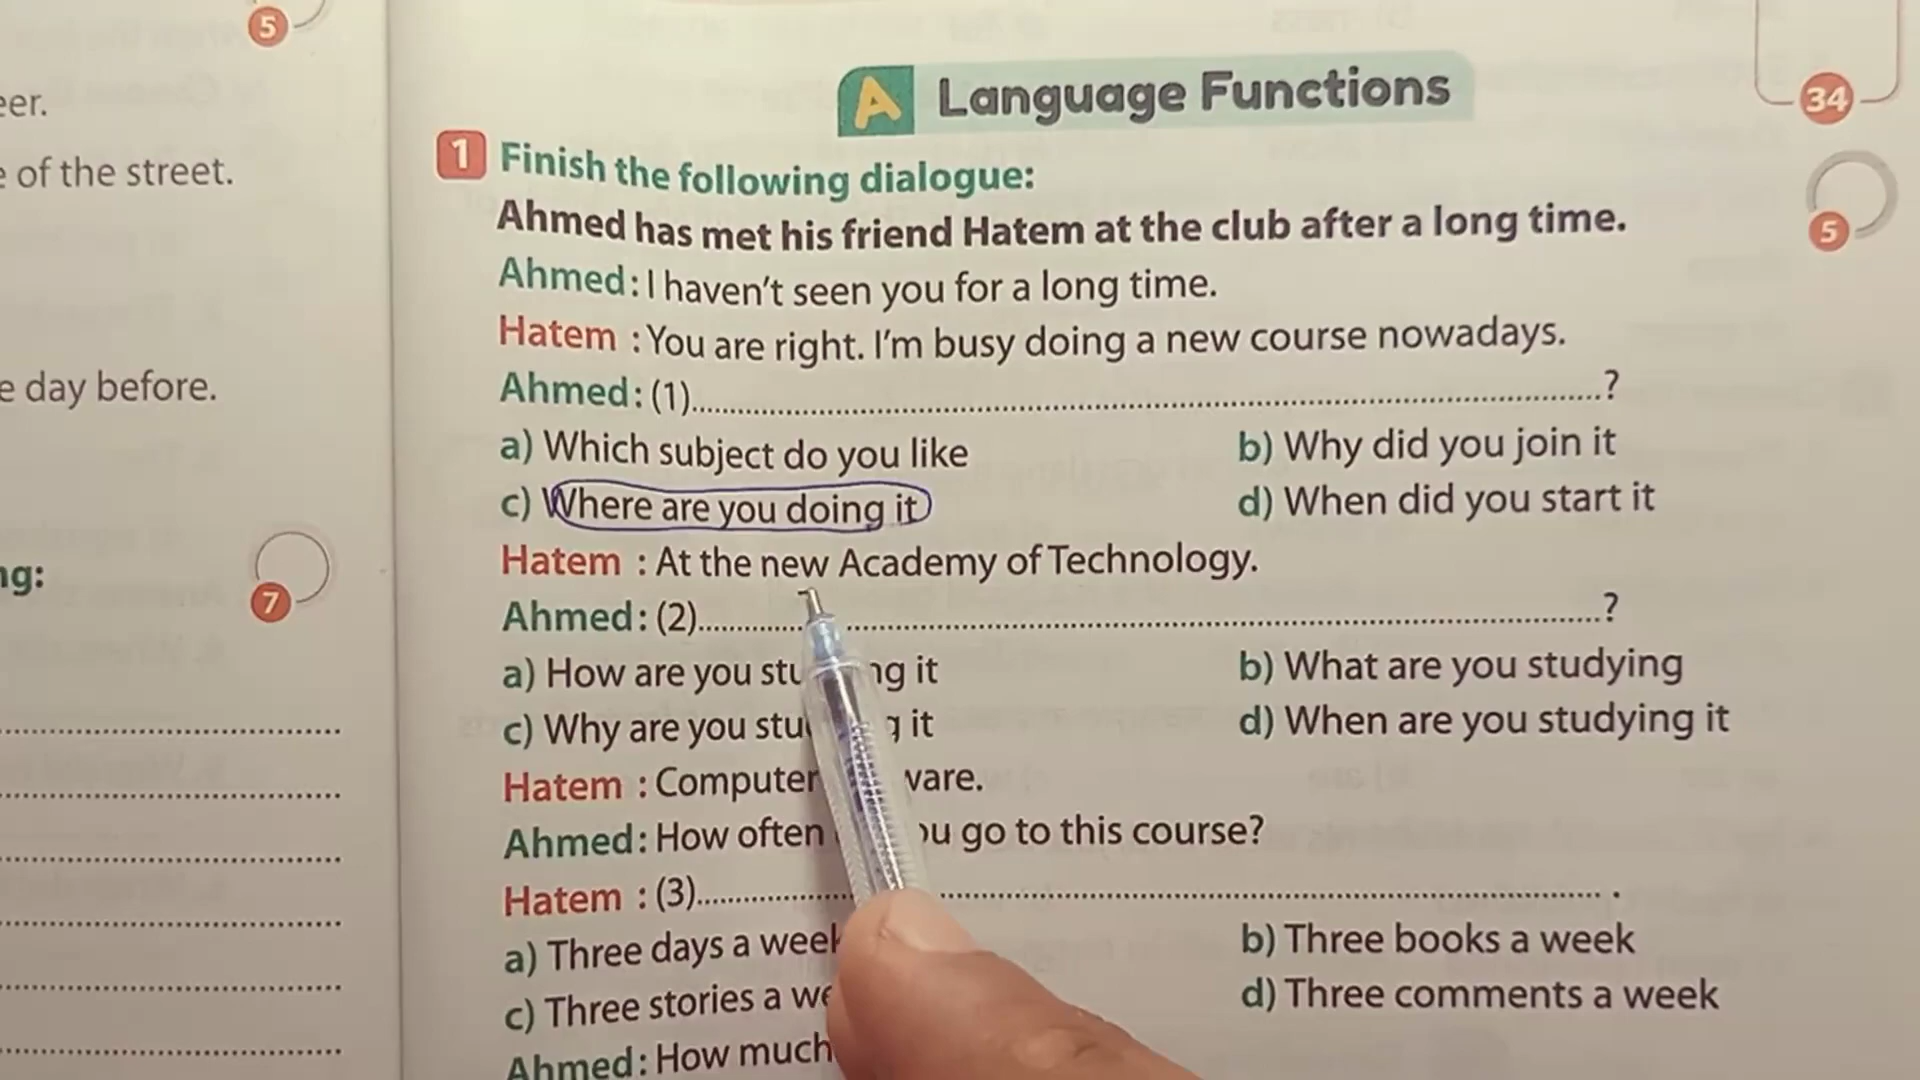 5
eer.
e of the street.
e day before.
ng:
7
A Language Functions
34
1 Finish the following dialogue:
5
Ahmed has met his friend Hatem at the club after a long time.
Ahmed: I haven't seen you for a long time.
Hatem : You are right. I'm busy doing a new course nowadays.
Ahmed: (1)..........?
a) Which subject do you like b) Why did you join it
c) Where are you doing it d) When did you start it
Hatem : At the new Academy of Technology.
Ahmed: (2)..........?
a) How are you stu ng it b) What are you studying
c) Why are you stu g it d) When are you studying it
Hatem : Computer ware.
Ahmed: How often ou go to this course?
Hatem : (3)...........
a) Three days a week b) Three books a week
c) Three stories a we d) Three comments a week
Ahmed: How much